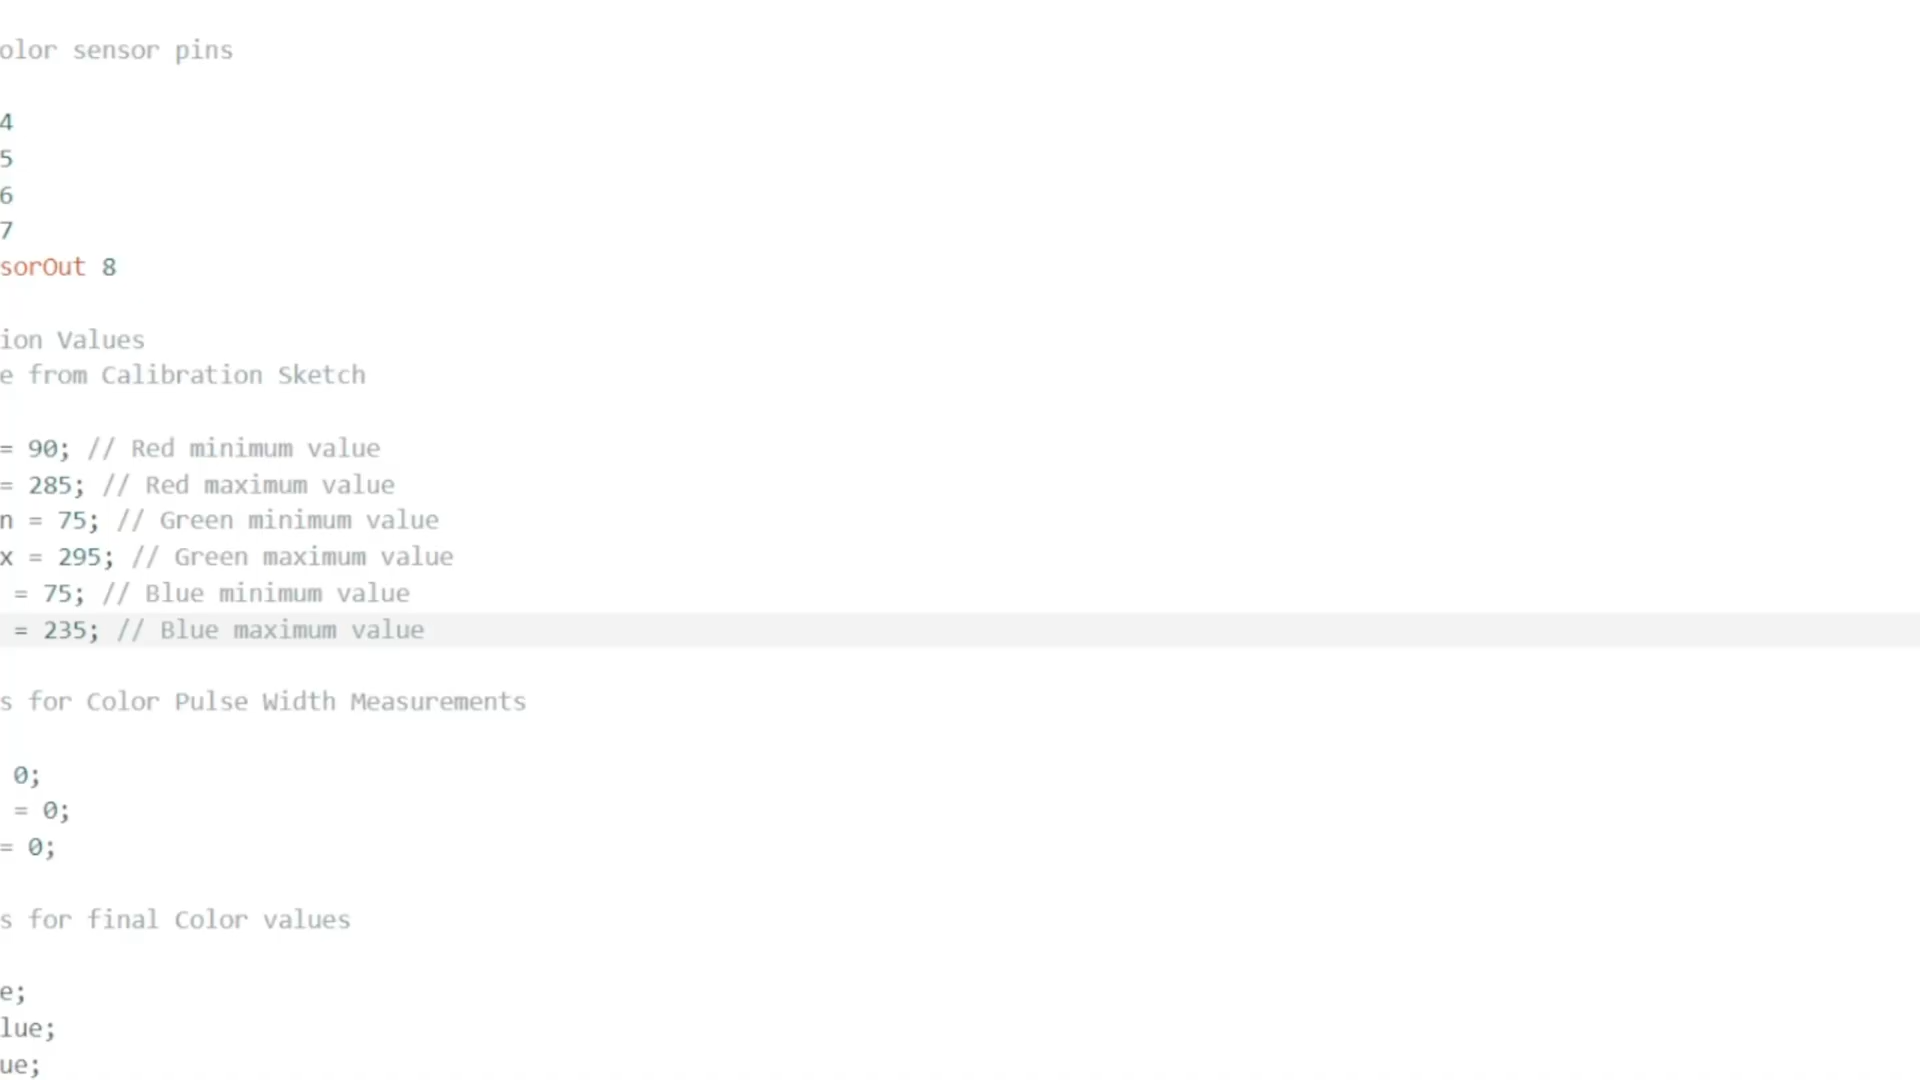 olor sensor pins
4
5
6
7
sorOut 8
ion Values
e from Calibration Sketch
= 90; // Red minimum value
= 285; // Red maximum value
n = 75; // Green minimum value
x = 295; // Green maximum value
= 75; // Blue minimum value
= 235; // Blue maximum value
s for Color Pulse Width Measurements
0;
= 0;
= 0;
s for final Color values
e;
lue;
ue;